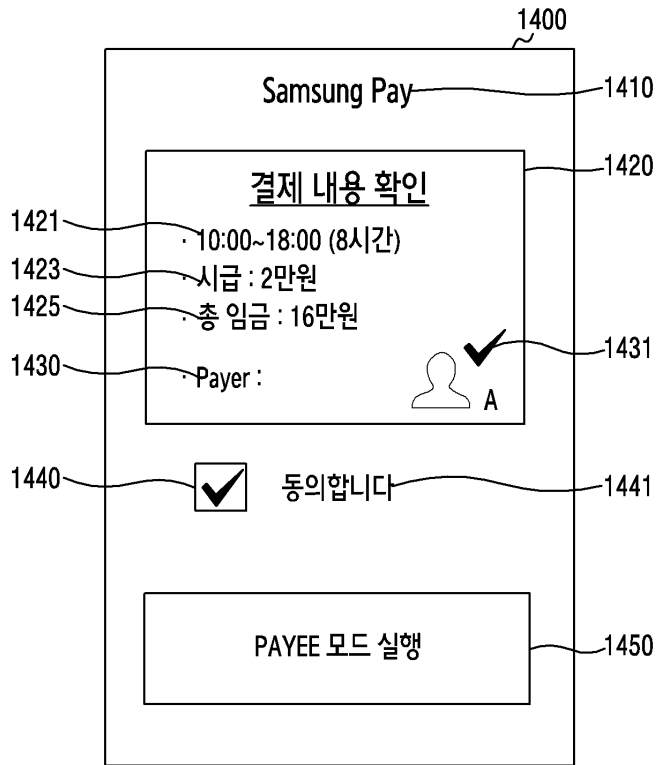 1400
Samsung Pay 1410
1420
결제 내용 확인
1421 · 10:00~18:00 (8시간)
1423 · 시급 : 2만원
1425 · 총 임금 : 16만원
1431
1430 · Payer :
A
1440 동의합니다 1441
PAYEE 모드 실행 1450